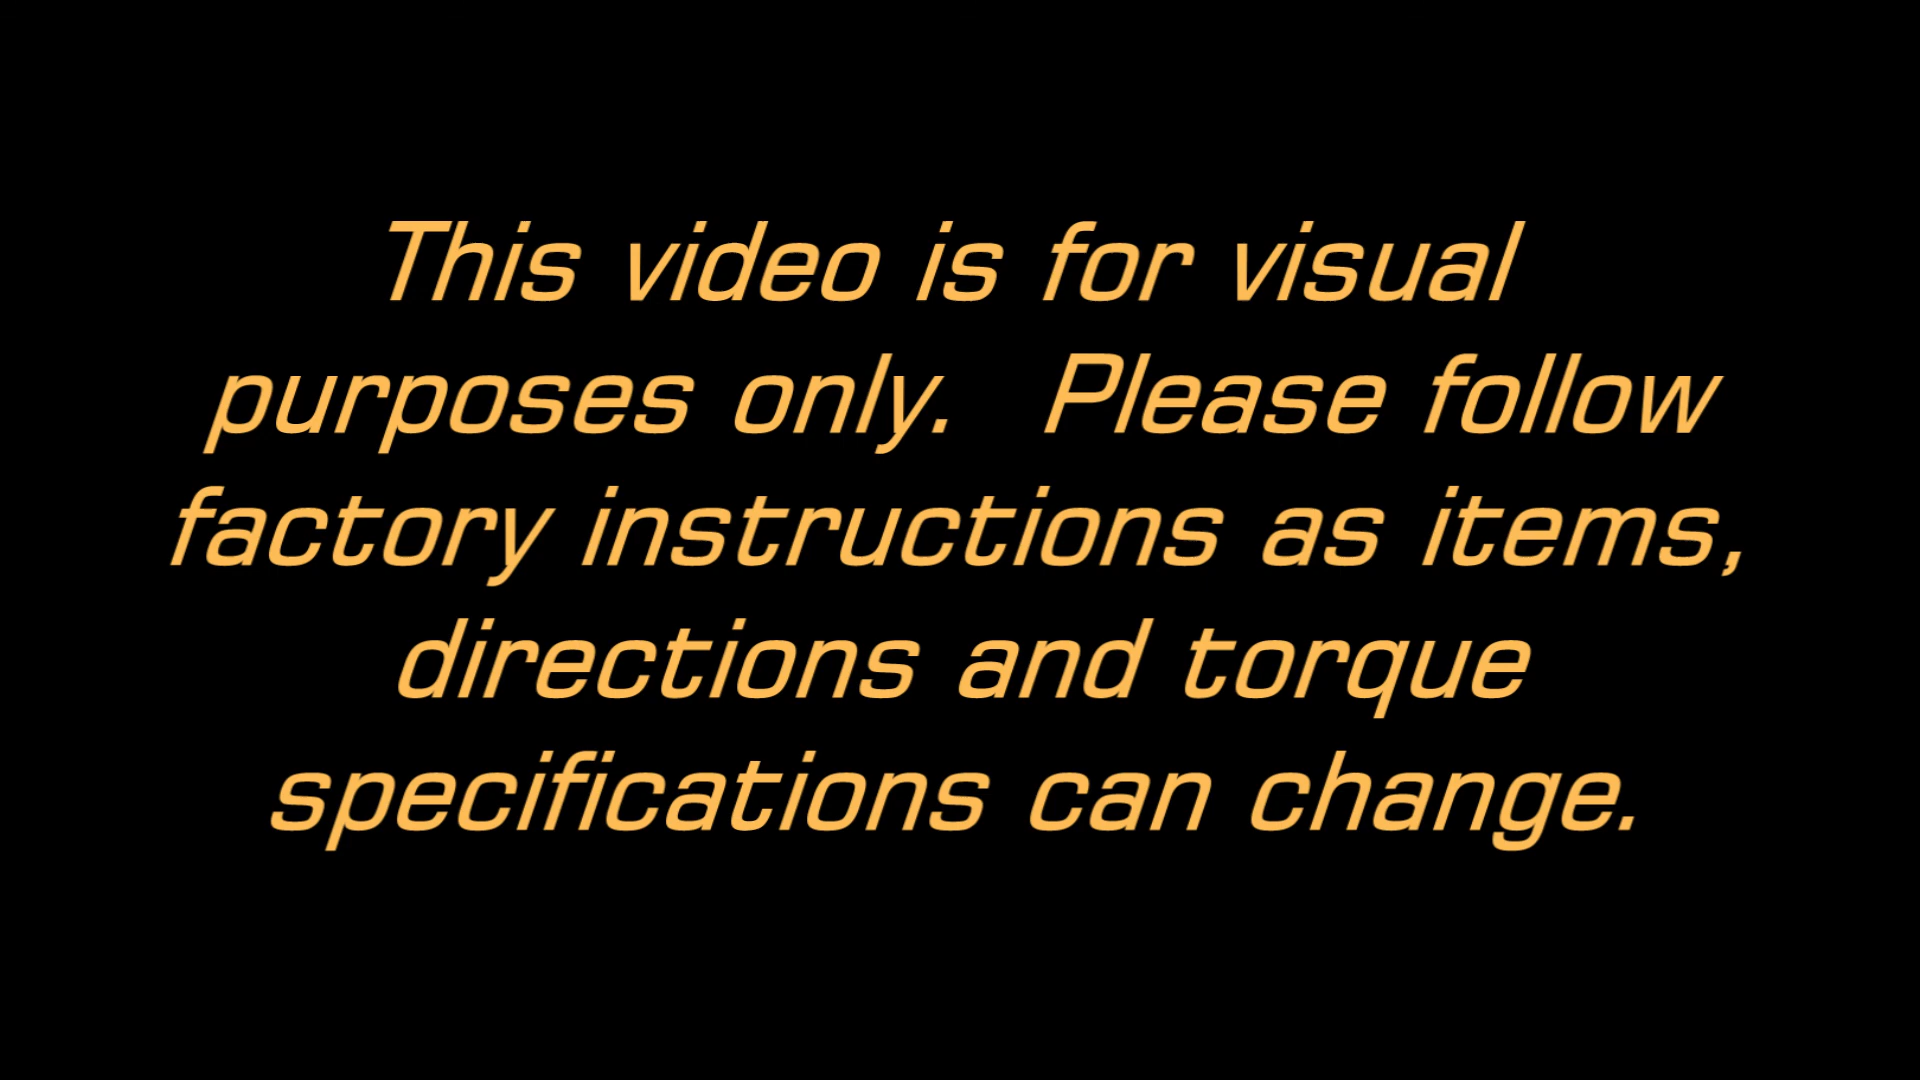 This video is for visual
purposes only.  Please follow
factory instructions as items,
directions and torque
specifications can change.